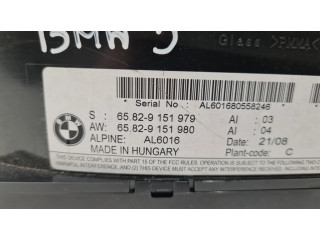 BMW 5
Glass >PMMA<
* Serial No.: AL601680558246 *
S : 65.82-9 151 979 AI : 03
AW: 65.82-9 151 980 AI : 04
ALPINE: AL6016 21/08
MADE IN HUNGARY Plant-code: C
THIS DEVICE COMPLIES WITH PART 15 OF THE FCC RULES. OPERATION IS SUBJECT TO THE FOLLOWING TWO CONDITIONS: